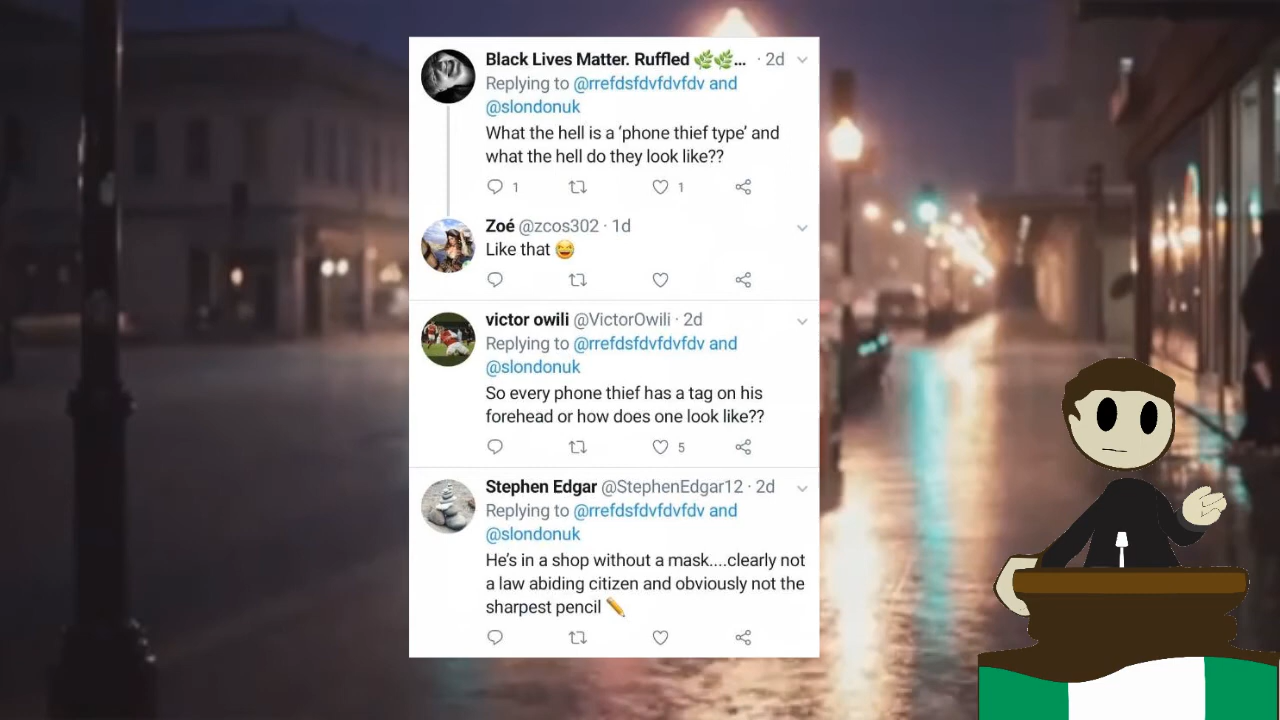 Black Lives Matter. Ruffled 🌿🌿... · 2d
Replying to @rrefdsfdvfdvfdv and
@slondonuk
What the hell is a ‘phone thief type’ and
what the hell do they look like??
1 1
Zoé @zcos302 · 1d
Like that 😅
victor owili @VictorOwili · 2d
Replying to @rrefdsfdvfdvfdv and
@slondonuk
So every phone thief has a tag on his
forehead or how does one look like??
5
Stephen Edgar @StephenEdgar12 · 2d
Replying to @rrefdsfdvfdvfdv and
@slondonuk
He’s in a shop without a mask....clearly not
a law abiding citizen and obviously not the
sharpest pencil ✏️